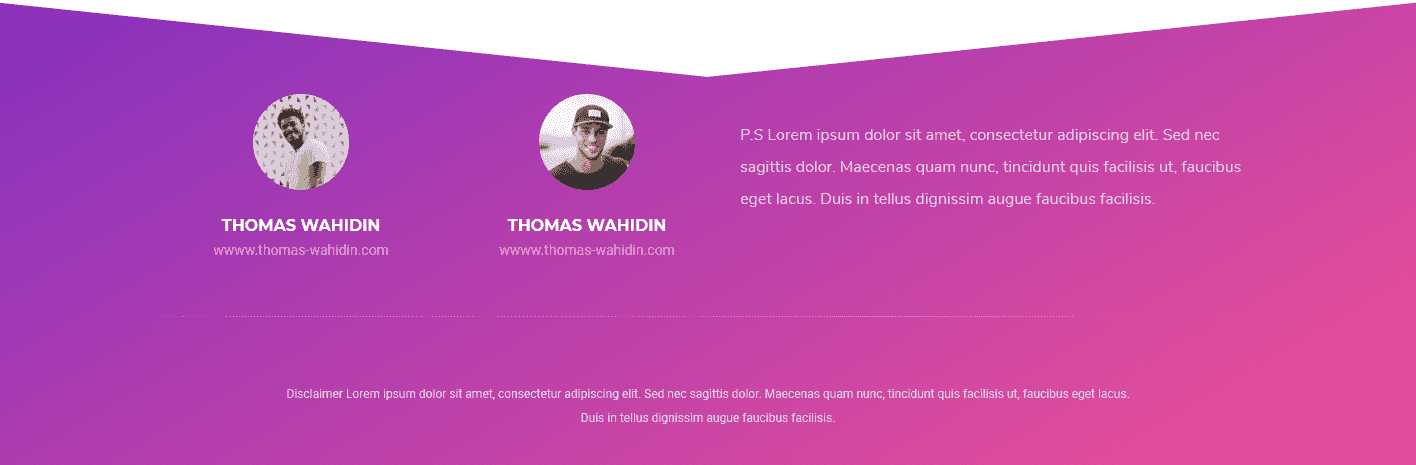 THOMAS WAHIDIN
wwww.thomas-wahidin.com
THOMAS WAHIDIN
wwww.thomas-wahidin.com
P.S Lorem ipsum dolor sit amet, consectetur adipiscing elit. Sed nec
sagittis dolor. Maecenas quam nunc, tincidunt quis facilisis ut, faucibus
eget lacus. Duis in tellus dignissim augue faucibus facilisis.
Disclaimer Lorem ipsum dolor sit amet, consectetur adipiscing elit. Sed nec sagittis dolor. Maecenas quam nunc, tincidunt quis facilisis ut, faucibus eget lacus.
Duis in tellus dignissim augue faucibus facilisis.